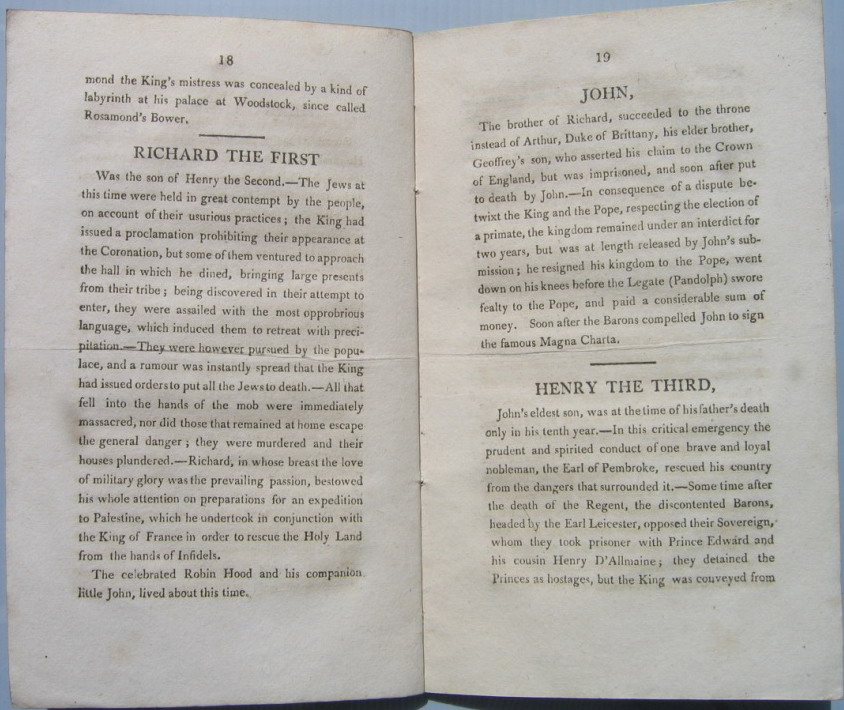 18
mond the King's mistress was concealed by a kind of
labyrinth at his palace at Woodstock, since called
Rosamond's Bower.
RICHARD THE FIRST
Was the son of Henry the Second.—The Jews at
this time were held in great contempt by the people,
on account of their usurious practices; the King had
issued a proclamation prohibiting their appearance at
the Coronation, but some of them ventured to approach
the hall in which he dined, bringing large presents
from their tribe; being discovered in their attempt to
enter, they were assailed with the most opprobrious
language, which induced them to retreat with preci-
pitation.—They were however pursued by the popu-
lace, and a rumour was instantly spread that the King
had issued orders to put all the Jews to death.—All that
fell into the hands of the mob were immediately
massacred, nor did those that remained at home escape
the general danger; they were murdered and their
houses plundered.—Richard, in whose breast the love
of military glory was the prevailing passion, bestowed
his whole attention on preparations for an expedition
to Palestine, which he undertook in conjunction with
the King of France in order to rescue the Holy Land
from the hands of Infidels.
The celebrated Robin Hood and his companion
little John, lived about this time.
19
JOHN,
The brother of Richard, succeeded to the throne
instead of Arthur, Duke of Brittany, his elder brother,
Geoffrey's son, who asserted his claim to the Crown
of England, but was imprisoned, and soon after put
to death by John.—In consequence of a dispute be-
twixt the King and the Pope, respecting the election of
a primate, the kingdom remained under an interdict for
two years, but was at length released by John's sub-
mission; he resigned his kingdom to the Pope, went
down on his knees before the Legate (Pandolph) swore
fealty to the Pope, and paid a considerable sum of
money. Soon after the Barons compelled John to sign
the famous Magna Charta.
HENRY THE THIRD,
John's eldest son, was at the time of his father's death
only in his tenth year.—In this critical emergency the
prudent and spirited conduct of one brave and loyal
nobleman, the Earl of Pembroke, rescued his country
from the dangers that surrounded it.—Some time after
the death of the Regent, the discontented Barons,
headed by the Earl Leicester, opposed their Sovereign,
whom they took prisoner with Prince Edward and
his cousin Henry D'Allmaine; they detained the
Princes as hostages, but the King was conveyed from